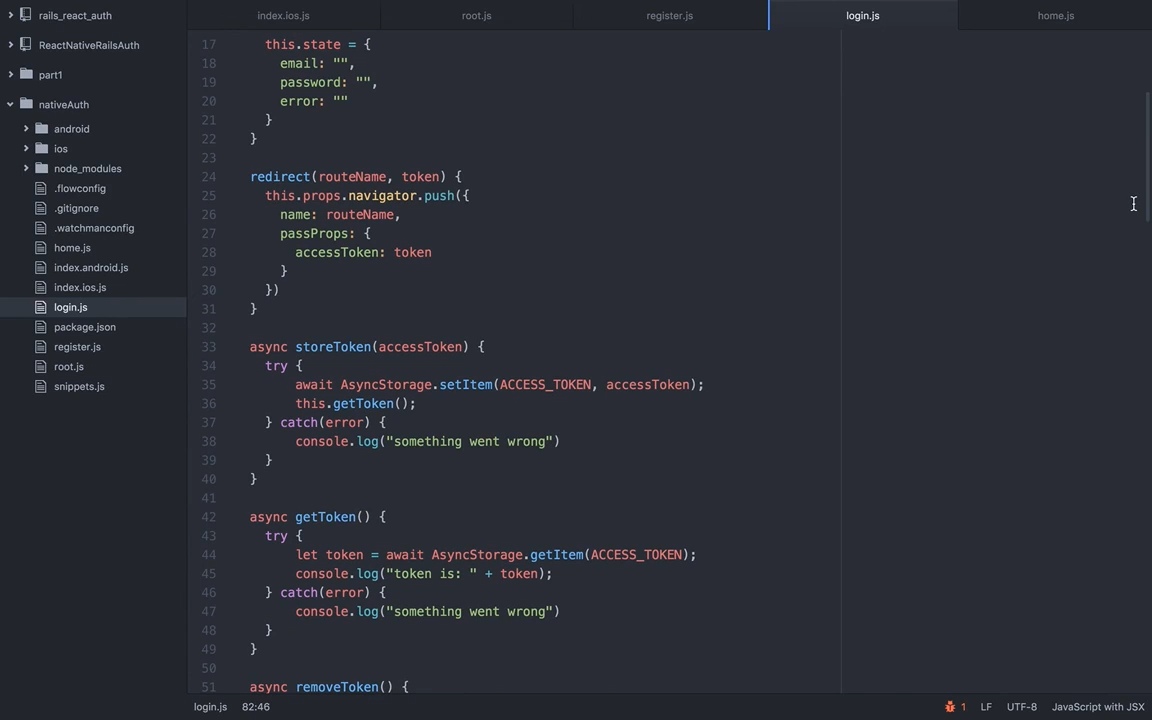 rails_react_auth
ReactNativeRailsAuth
part1
nativeAuth
android
ios
node_modules
.flowconfig
.gitignore
.watchmanconfig
home.js
index.android.js
index.ios.js
login.js
package.json
register.js
root.js
snippets.js
index.ios.js root.js register.js login.js home.js
17 this.state = {
18 email: "",
19 password: "",
20 error: ""
21 }
22 }
23
24 redirect(routeName, token) {
25 this.props.navigator.push({
26 name: routeName,
27 passProps: {
28 accessToken: token
29 }
30 })
31 }
32
33 async storeToken(accessToken) {
34 try {
35 await AsyncStorage.setItem(ACCESS_TOKEN, accessToken);
36 this.getToken();
37 } catch(error) {
38 console.log("something went wrong")
39 }
40 }
41
42 async getToken() {
43 try {
44 let token = await AsyncStorage.getItem(ACCESS_TOKEN);
45 console.log("token is: " + token);
46 } catch(error) {
47 console.log("something went wrong")
48 }
49 }
50
51 async removeToken() {
login.js 82:46 1 LF UTF-8 JavaScript with JSX